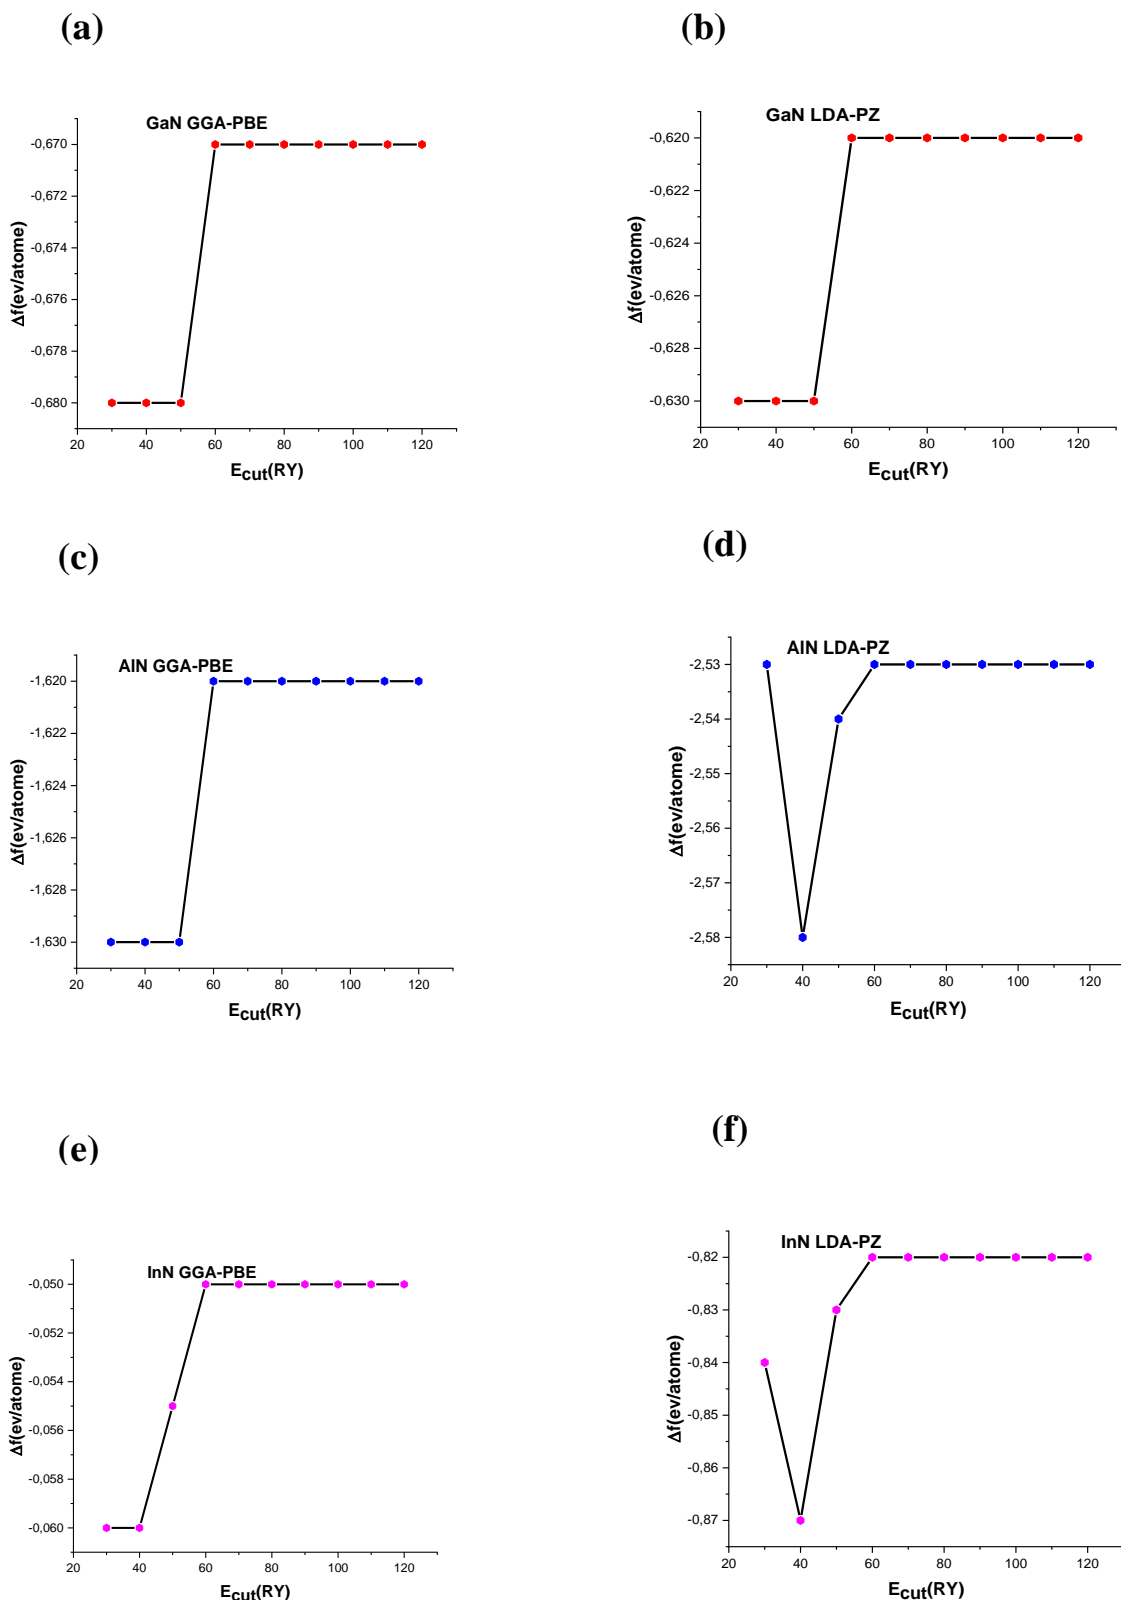 (a)
GaN GGA-PBE
-0,670
-0,672
-0,674
-0,676
-0,678
-0,680
Δf(ev/atome)
20 40 60 80 100 120
Ecut(RY)
(b)
GaN LDA-PZ
-0,620
-0,622
-0,624
-0,626
-0,628
-0,630
Δf(ev/atome)
20 40 60 80 100 120
Ecut(RY)
(c)
AlN GGA-PBE
-1,620
-1,622
-1,624
-1,626
-1,628
-1,630
Δf(ev/atome)
20 40 60 80 100 120
Ecut(RY)
(d)
AlN LDA-PZ
-2,53
-2,54
-2,55
-2,56
-2,57
-2,58
Δf(ev/atome)
20 40 60 80 100 120
Ecut(RY)
(e)
InN GGA-PBE
-0,050
-0,052
-0,054
-0,056
-0,058
-0,060
Δf(ev/atome)
20 40 60 80 100 120
Ecut(RY)
(f)
InN LDA-PZ
-0,82
-0,83
-0,84
-0,85
-0,86
-0,87
Δf(ev/atome)
20 40 60 80 100 120
Ecut(RY)